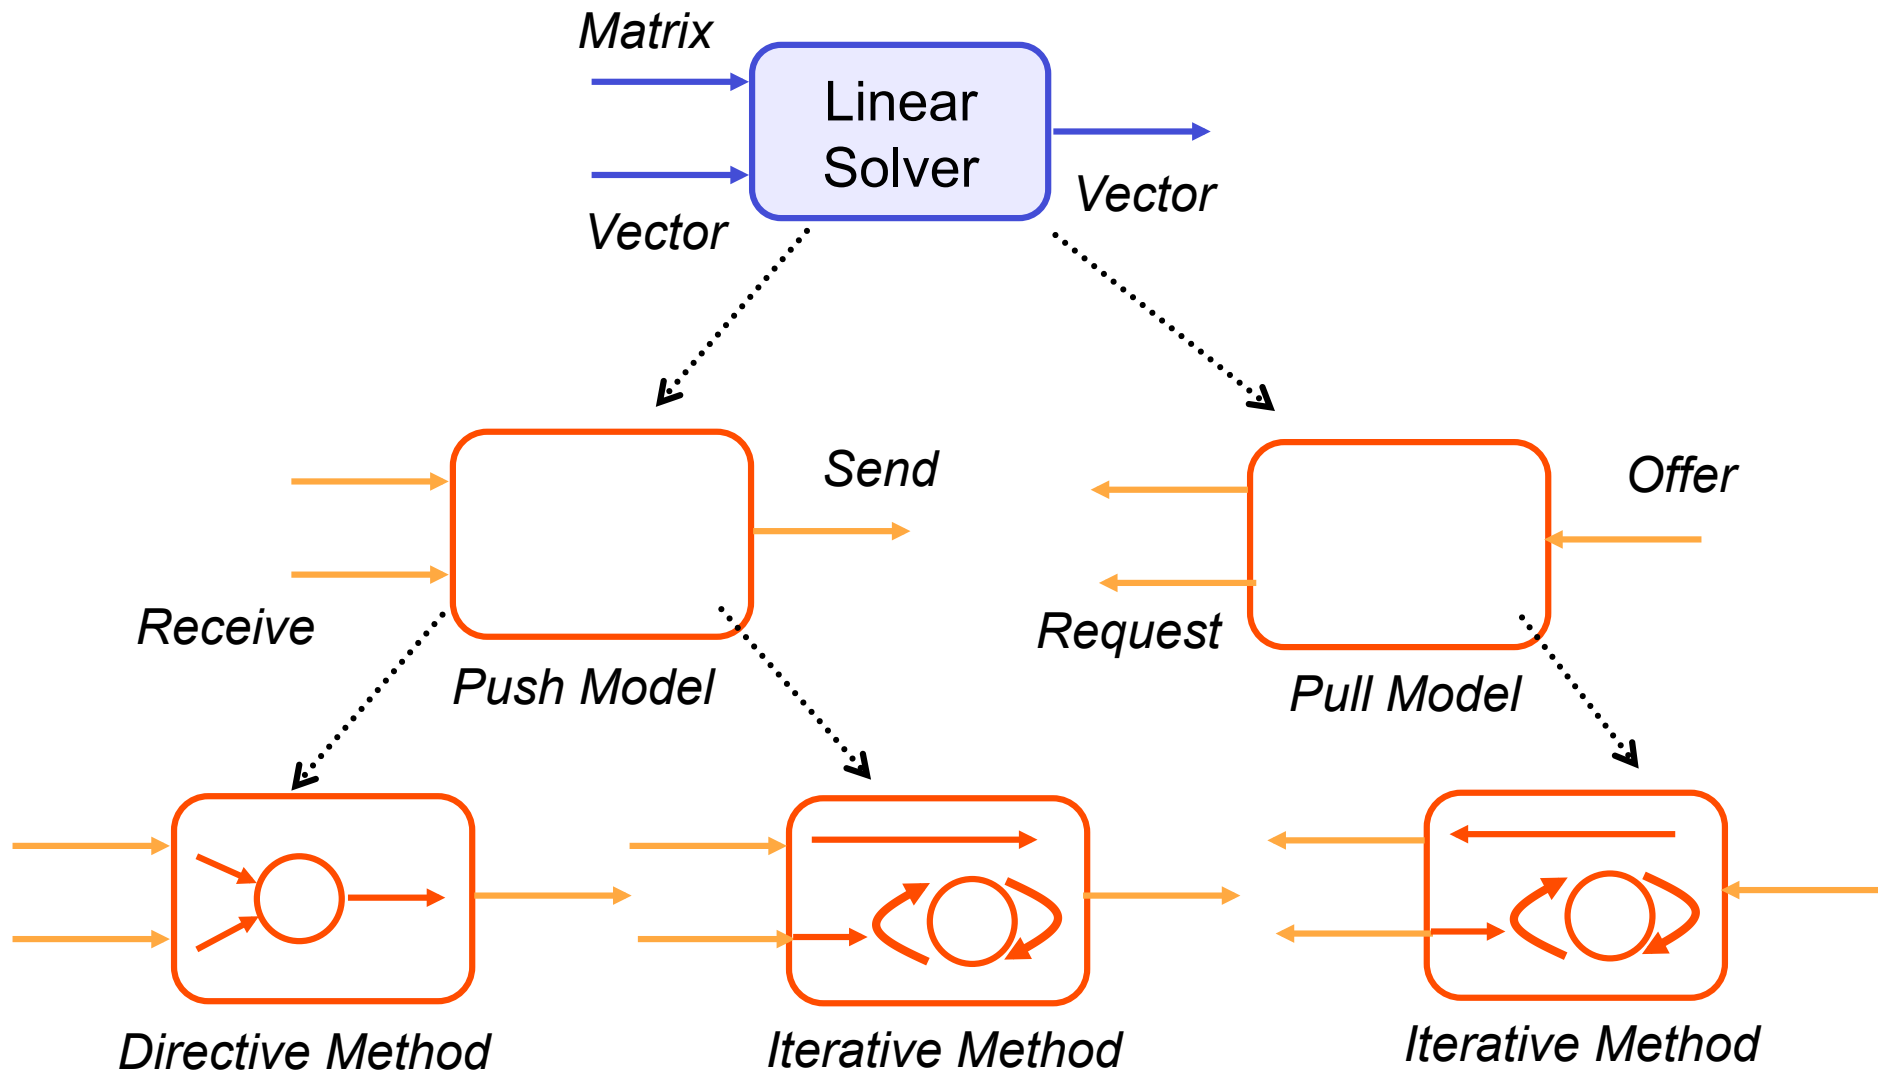 Matrix
Linear
Solver
Vector
Vector
Send
Offer
Receive
Request
Push Model
Pull Model
Directive Method
Iterative Method
Iterative Method